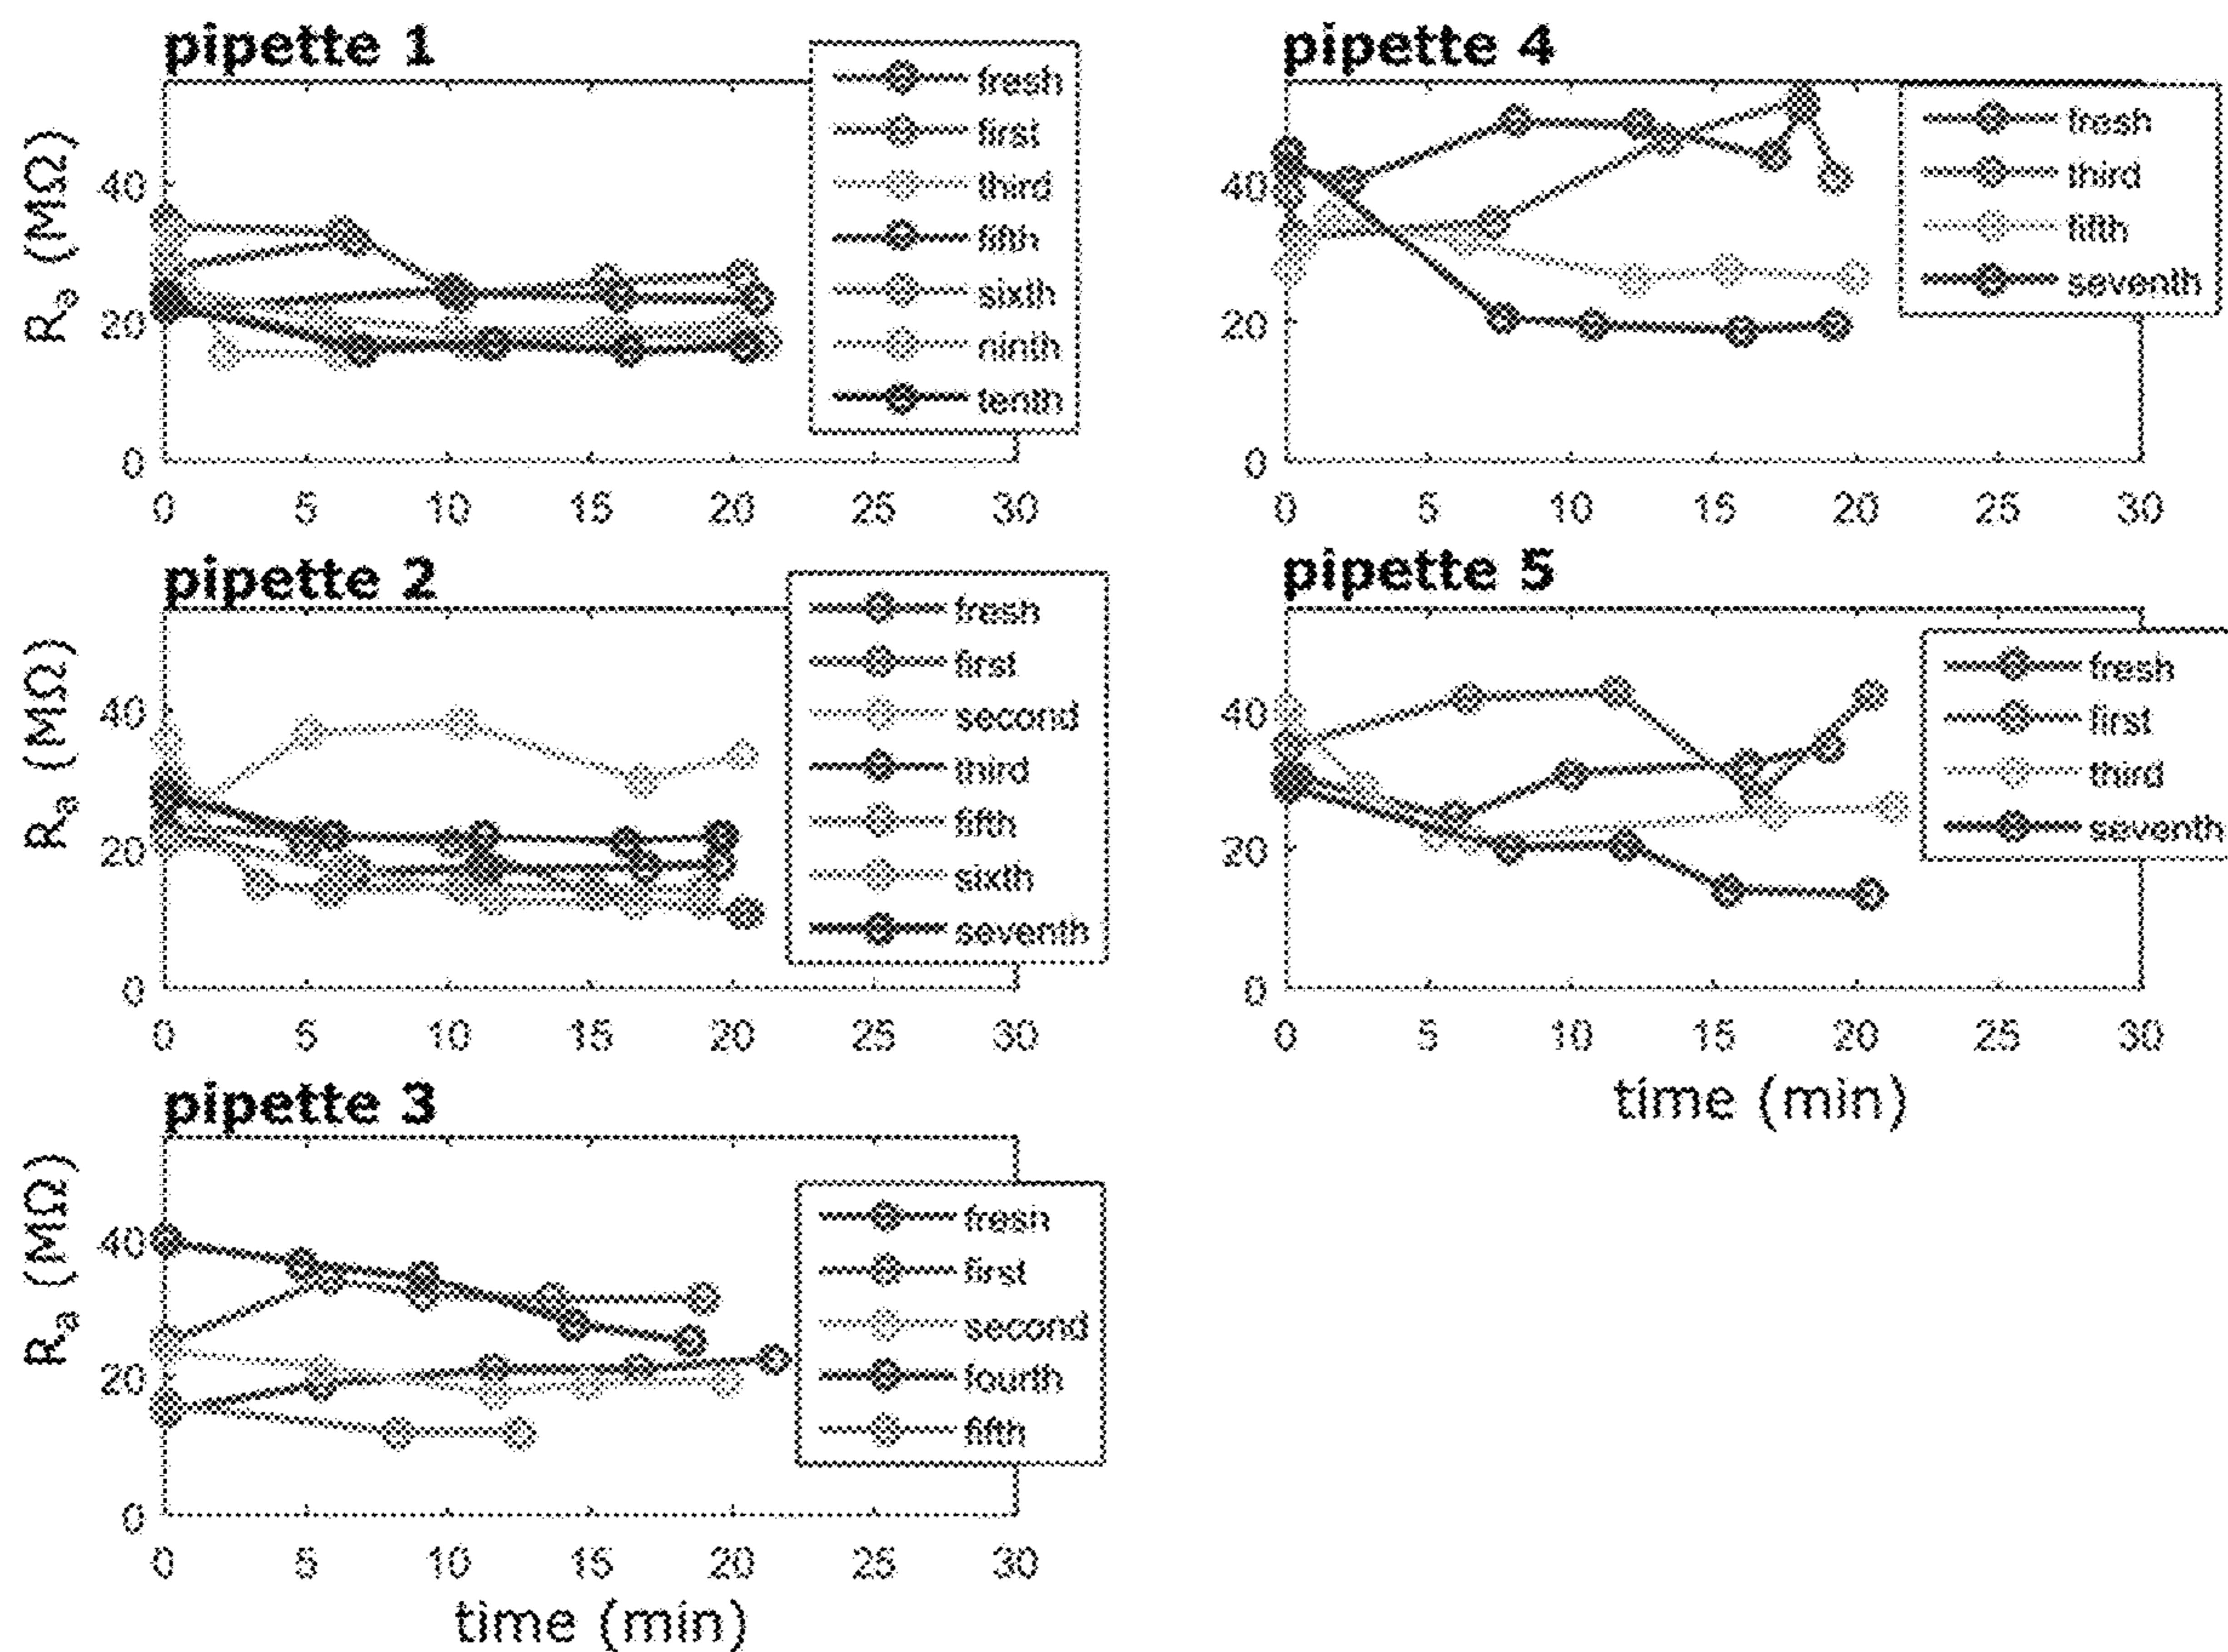 pipette 1
Rₐ (MΩ)
40
20
0
0 5 10 15 20 25 30
fresh
first
third
fifth
sixth
ninth
tenth
pipette 4
40
20
0
0 5 10 15 20 25 30
fresh
third
fifth
seventh
pipette 2
Rₐ (MΩ)
40
20
0
0 5 10 15 20 25 30
fresh
first
second
third
fifth
sixth
seventh
pipette 5
40
20
0
0 5 10 15 20 25 30
time (min)
fresh
first
third
seventh
pipette 3
Rₐ (MΩ)
40
20
0
0 5 10 15 20 25 30
time (min)
fresh
first
second
fourth
fifth